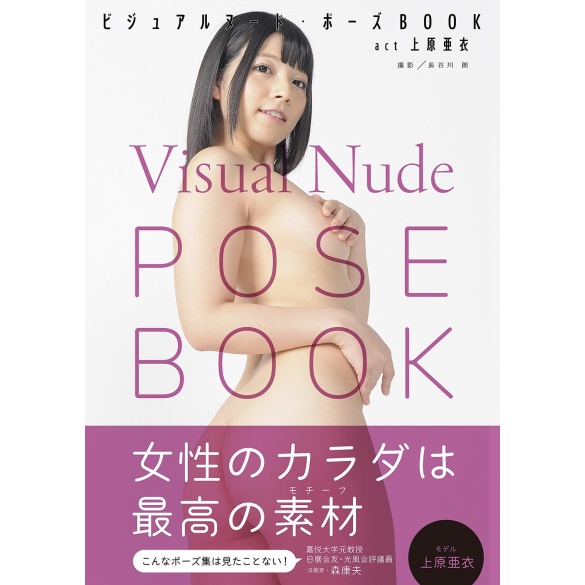 ビジュアルヌード・ポーズBOOK
act 上原亜衣
撮影／長谷川 朗
Visual Nude
POSE
BOOK
女性のカラダは
モチーフ
最高の素材
こんなポーズ集は見たことない!
嘉悦大学元教授
日展会友・光風会評議員
洋画家・森康夫
モデル
上原亜衣